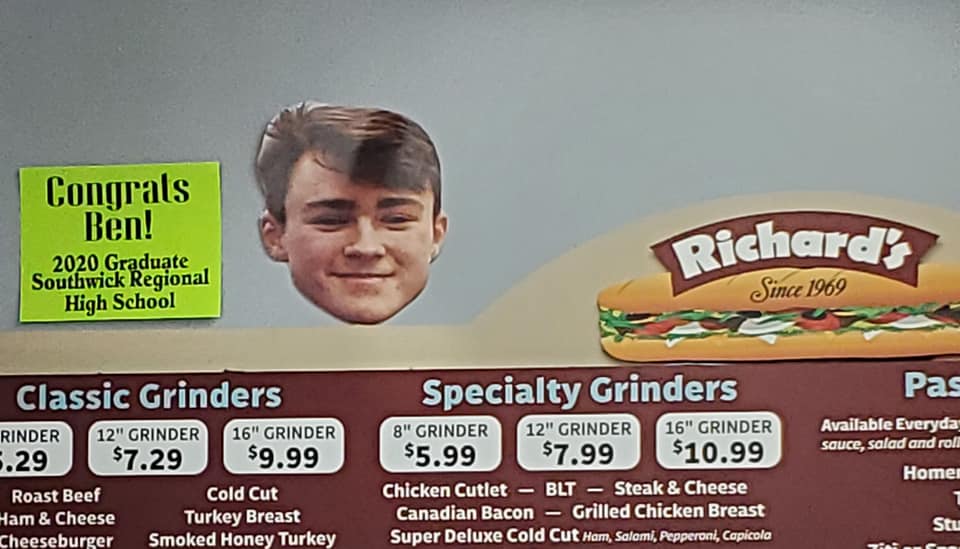 Congrats
Ben!
2020 Graduate
Southwick Regional
High School
Richard's
Since 1969
Classic Grinders
12" GRINDER
$7.29
16" GRINDER
$9.99
Roast Beef
Ham & Cheese
Cheeseburger
Cold Cut
Turkey Breast
Smoked Honey Turkey
Specialty Grinders
8" GRINDER
$5.99
12" GRINDER
$7.99
16" GRINDER
$10.99
Chicken Cutlet — BLT — Steak & Cheese
Canadian Bacon — Grilled Chicken Breast
Super Deluxe Cold Cut Ham, Salami, Pepperoni, Capicola
Available Everyday
sauce, salad and roll